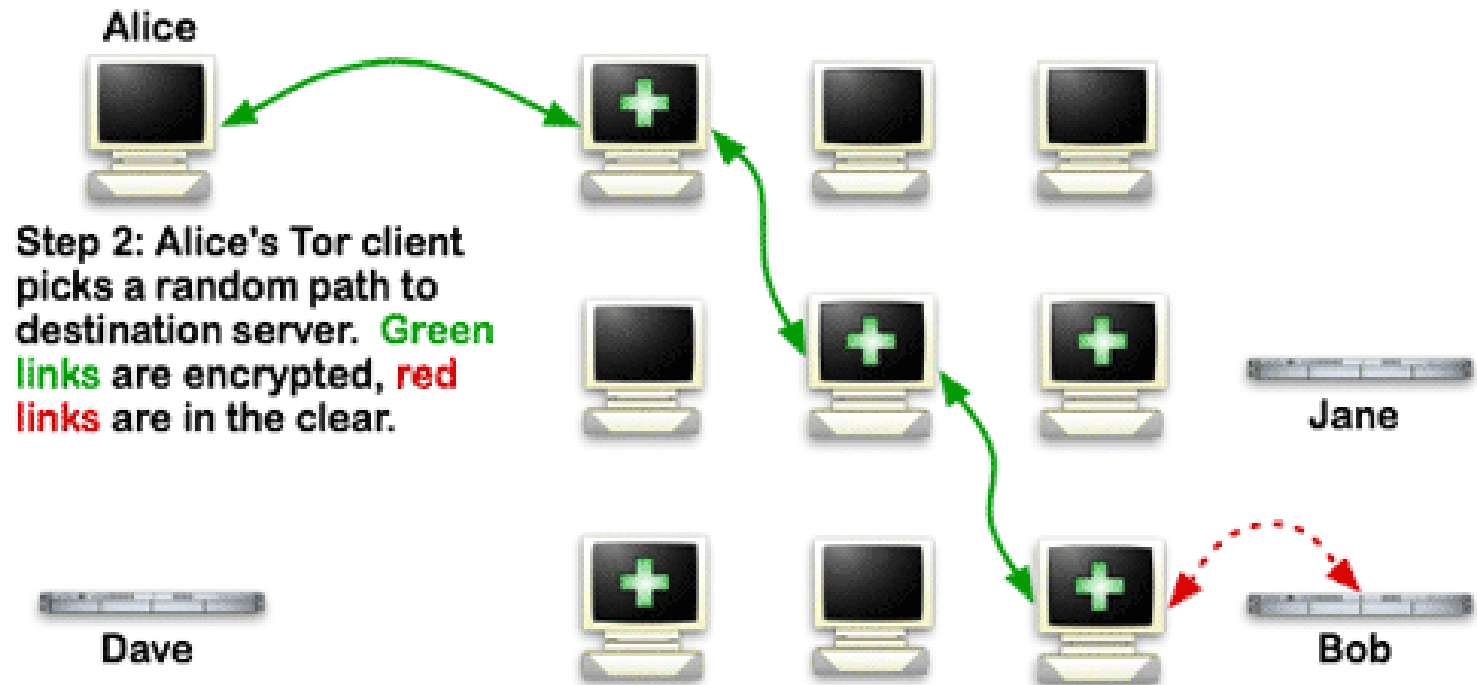 Alice
Step 2: Alice's Tor client
picks a random path to
destination server. Green
links are encrypted, red
links are in the clear.
Jane
Dave
Bob